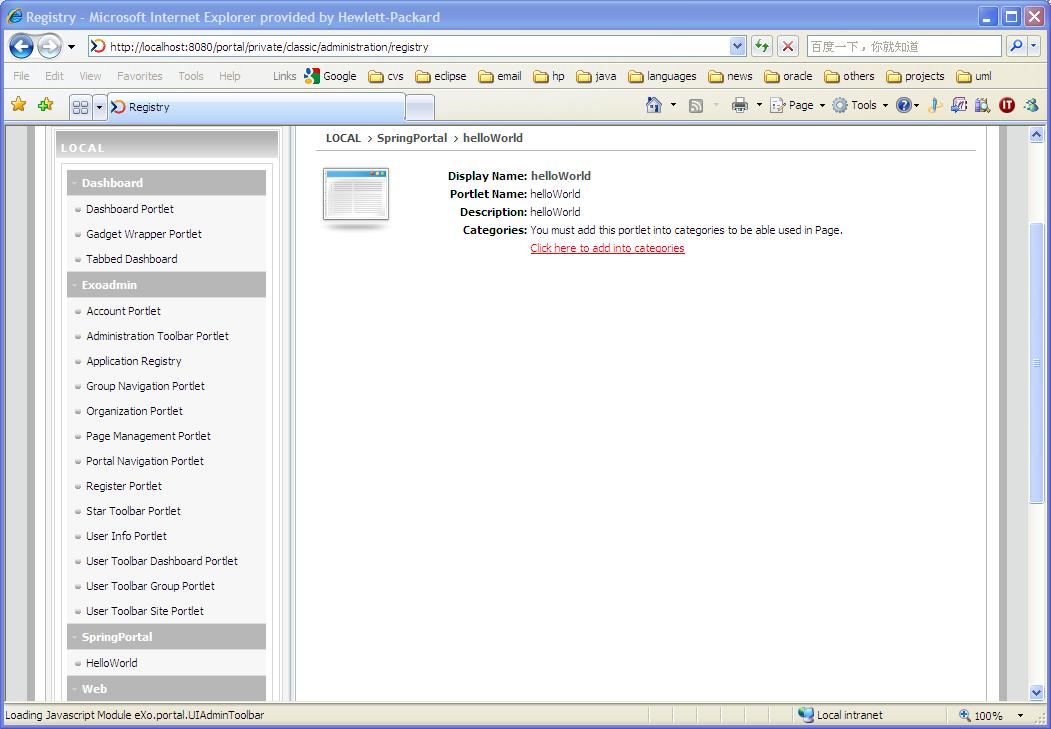 Registry - Microsoft Internet Explorer provided by Hewlett-Packard
http://localhost:8080/portal/private/classic/administration/registry
百度一下，你就知道
File Edit View Favorites Tools Help Links Google cvs eclipse email hp java languages news oracle others projects uml
Registry Page Tools
LOCAL
Dashboard
Dashboard Portlet
Gadget Wrapper Portlet
Tabbed Dashboard
Exoadmin
Account Portlet
Administration Toolbar Portlet
Application Registry
Group Navigation Portlet
Organization Portlet
Page Management Portlet
Portal Navigation Portlet
Register Portlet
Star Toolbar Portlet
User Info Portlet
User Toolbar Dashboard Portlet
User Toolbar Group Portlet
User Toolbar Site Portlet
SpringPortal
HelloWorld
Web
LOCAL > SpringPortal > helloWorld
Display Name: helloWorld
Portlet Name: helloWorld
Description: helloWorld
Categories: You must add this portlet into categories to be able used in Page.
Click here to add into categories
Loading Javascript Module eXo.portal.UIAdminToolbar Local intranet 100%